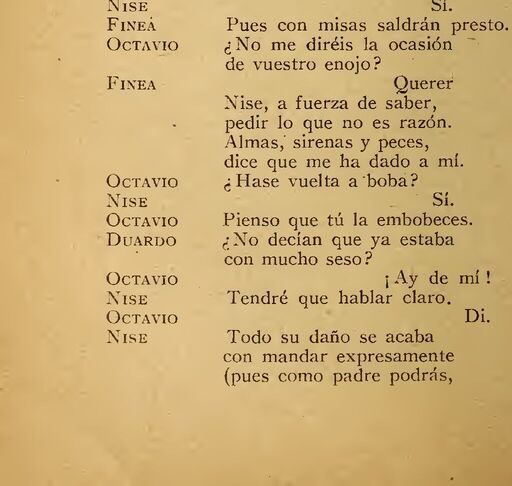 NISE Sí.
FINEA Pues con misas saldrán presto.
OCTAVIO ¿No me diréis la ocasión
de vuestro enojo?
FINEA Querer
Nise, a fuerza de saber,
pedir lo que no es razón.
Almas, sirenas y peces,
dice que me ha dado a mí.
OCTAVIO ¿Hase vuelta a boba?
NISE Sí.
OCTAVIO Pienso que tú la embobeces.
DUARDO ¿No decían que ya estaba
con mucho seso?
OCTAVIO ¡Ay de mí!
NISE Tendré que hablar claro.
OCTAVIO Di.
NISE Todo su daño se acaba
con mandar expresamente
(pues como padre podrás,